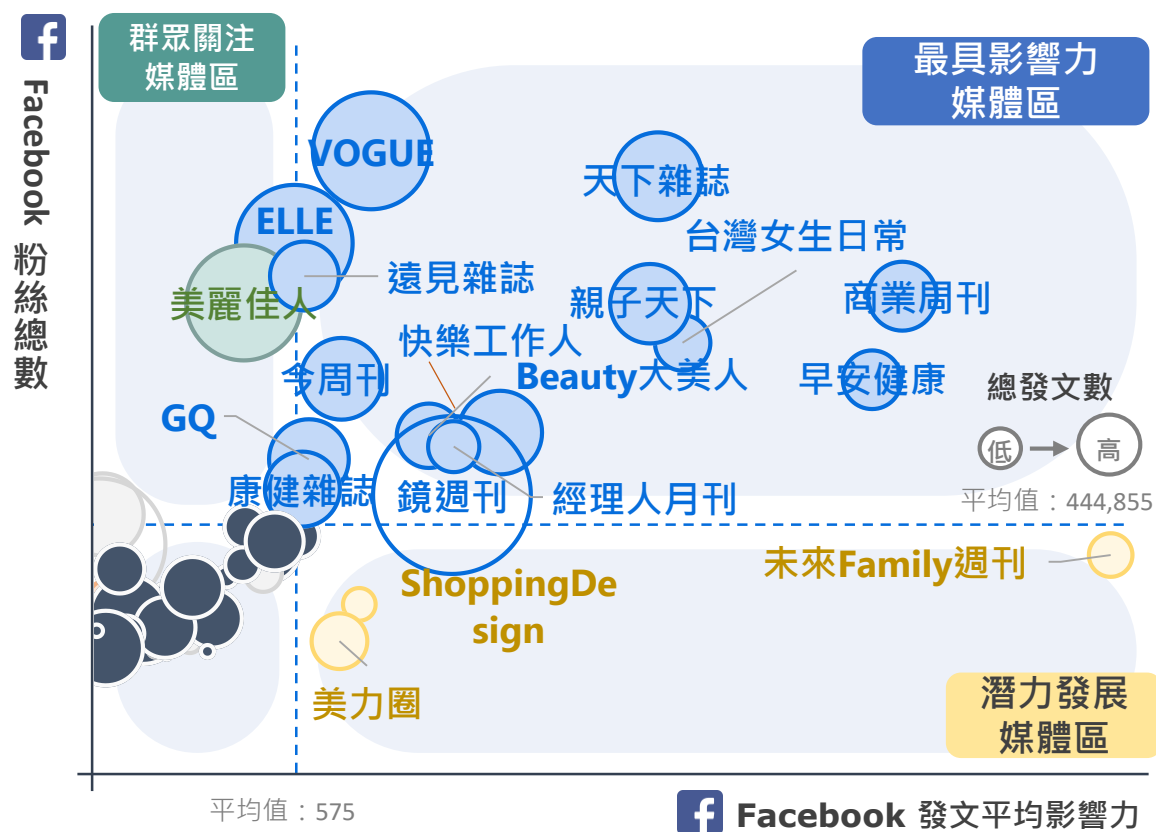 群眾關注
媒體區
最具影響力
媒體區
Facebook 粉絲總數
VOGUE
天下雜誌
ELLE
台灣女生日常
遠見雜誌
美麗佳人
親子天下
商業周刊
快樂工作人
今周刊
Beauty大美人
早安健康
總發文數
GQ
低
高
康健雜誌
鏡週刊
經理人月刊
平均值：444,855
未來Family週刊
ShoppingDe
sign
美力圈
潛力發展
媒體區
平均值：575
Facebook 發文平均影響力